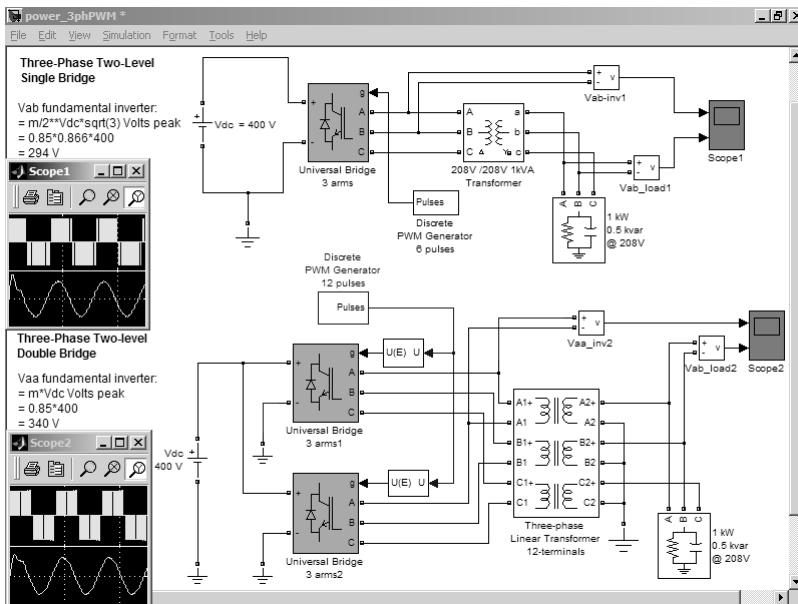 power_3phPWM *
File Edit View Simulation Format Tools Help
Three-Phase Two-Level
Single Bridge
Vab fundamental inverter:
= m/2**Vdc*sqrt(3) Volts peak
= 0.85*0.866*400
= 294 V
Vdc = 400 V
g
+
-
A
B
C
Universal Bridge
3 arms
Pulses
Discrete
PWM Generator
6 pulses
A
B
C
a
b
c
Δ
Y
208V /208V 1kVA
Transformer
+
-
v
Vab-inv1
+
-
v
Vab_load1
Scope1
A B C
1 kW
0.5 kvar
@ 208V
Scope1
Three-Phase Two-level
Double Bridge
Vaa fundamental inverter:
= m*Vdc Volts peak
= 0.85*400
= 340 V
Scope2
Discrete
PWM Generator
12 pulses
Pulses
Vdc
400 V
g
+
-
A
B
C
Universal Bridge
3 arms1
U(E) U
g
+
-
A
B
C
Universal Bridge
3 arms2
U(E) U
A1+ A2+
A1 A2
B1+ B2+
B1 B2
C1+ C2+
C1 C2
Three-phase
Linear Transformer
12-terminals
+
-
v
Vaa_inv2
+
-
v
Vab_load2
Scope2
A B C
1 kW
0.5 kvar
@ 208V